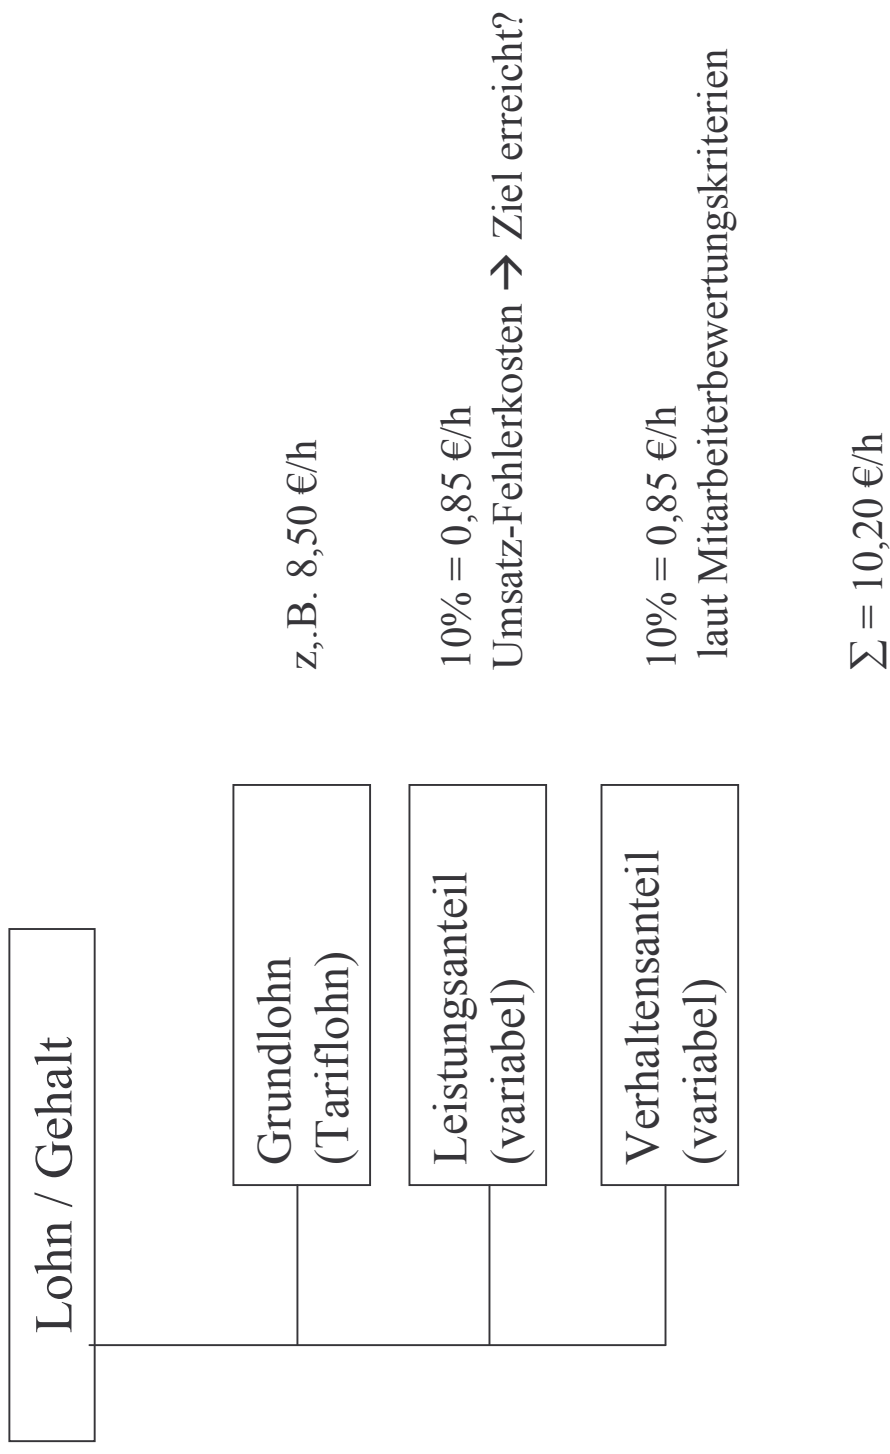 Lohn / Gehalt
Grundlohn
(Tariflohn)
z,.B. 8,50 €/h
Leistungsanteil
(variabel)
10% = 0,85 €/h
Umsatz-Fehlerkosten → Ziel erreicht?
Verhaltensanteil
(variabel)
10% = 0,85 €/h
laut Mitarbeiterbewertungskriterien
∑ = 10,20 €/h